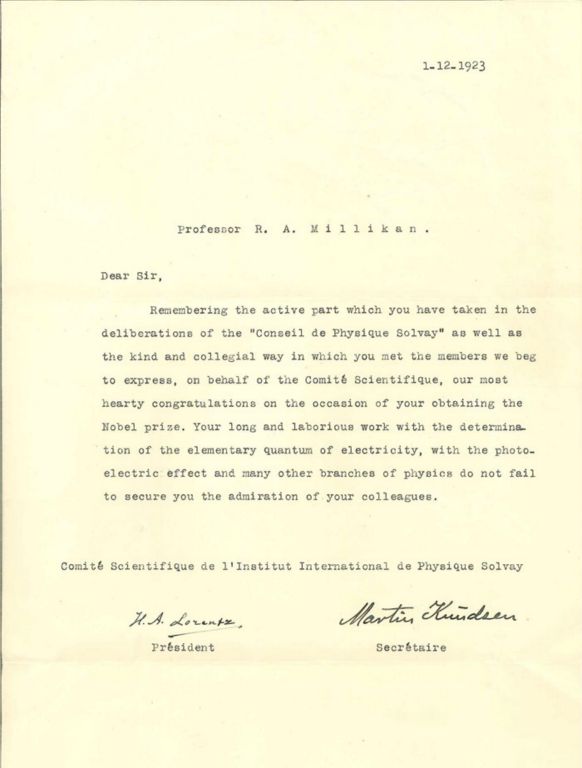 1-12-1923
Professor R. A. Millikan.
Dear Sir,
Remembering the active part which you have taken in the
deliberations of the "Conseil de Physique Solvay" as well as
the kind and collegial way in which you met the members we beg
to express, on behalf of the Comité Scientifique, our most
hearty congratulations on the occasion of your obtaining the
Nobel prize. Your long and laborious work with the determina-
tion of the elementary quantum of electricity, with the photo-
electric effect and many other branches of physics do not fail
to secure you the admiration of your colleagues.
Comité Scientifique de l'Institut International de Physique Solvay
H. A. Lorentz. Martin Knudsen
Président Secrétaire